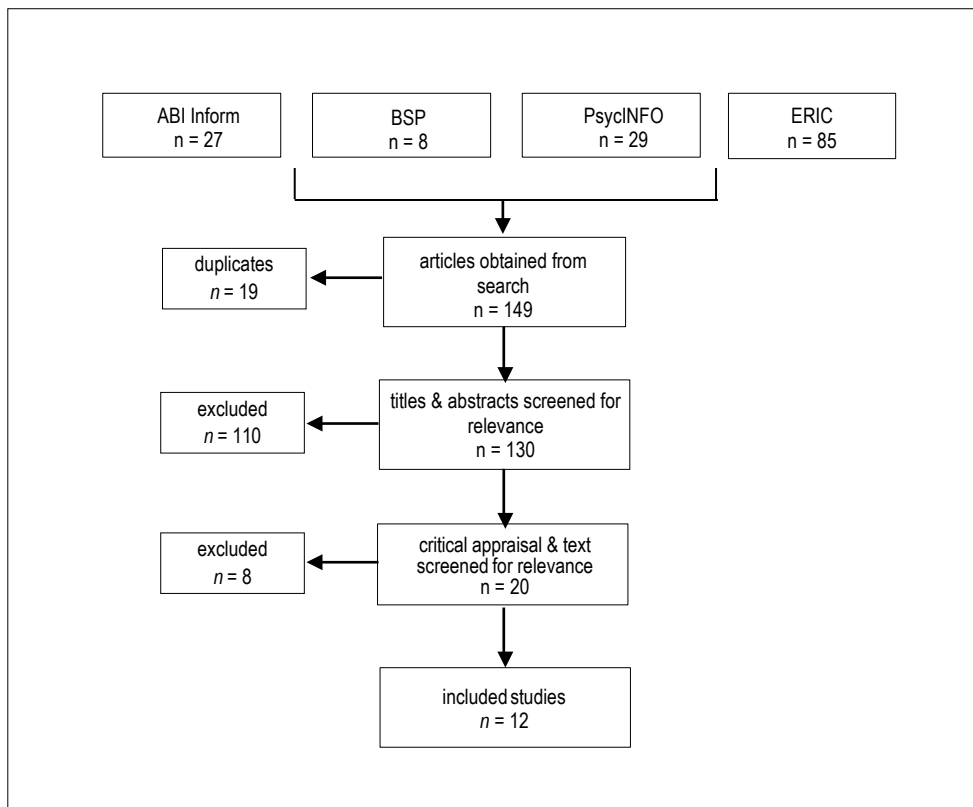 ABI Inform
n = 27
BSP
n = 8
PsycINFO
n = 29
ERIC
n = 85
duplicates
n = 19
articles obtained from
search
n = 149
excluded
n = 110
titles & abstracts screened for
relevance
n = 130
excluded
n = 8
critical appraisal & text
screened for relevance
n = 20
included studies
n = 12